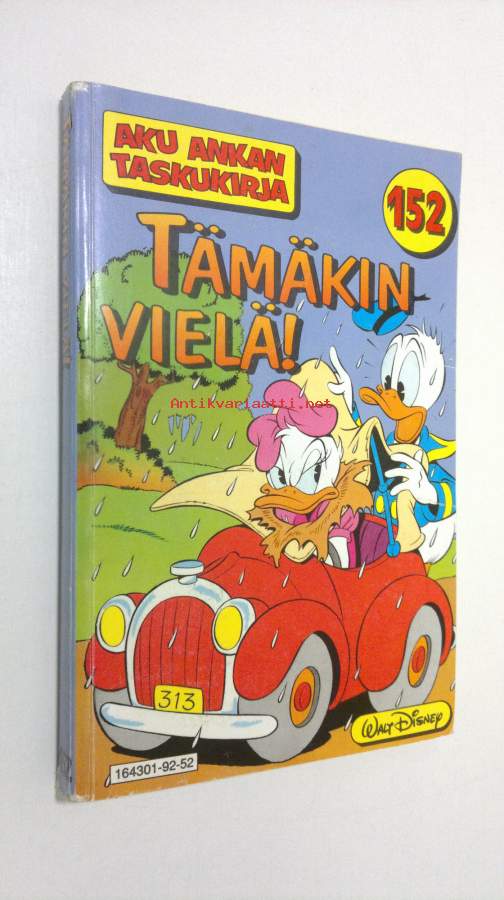 AKU ANKAN
TASKUKIRJA
152
TÄMÄKIN
VIELÄ!
Antikvariaatti.net
313
WALT DISNEY
164301-92-52